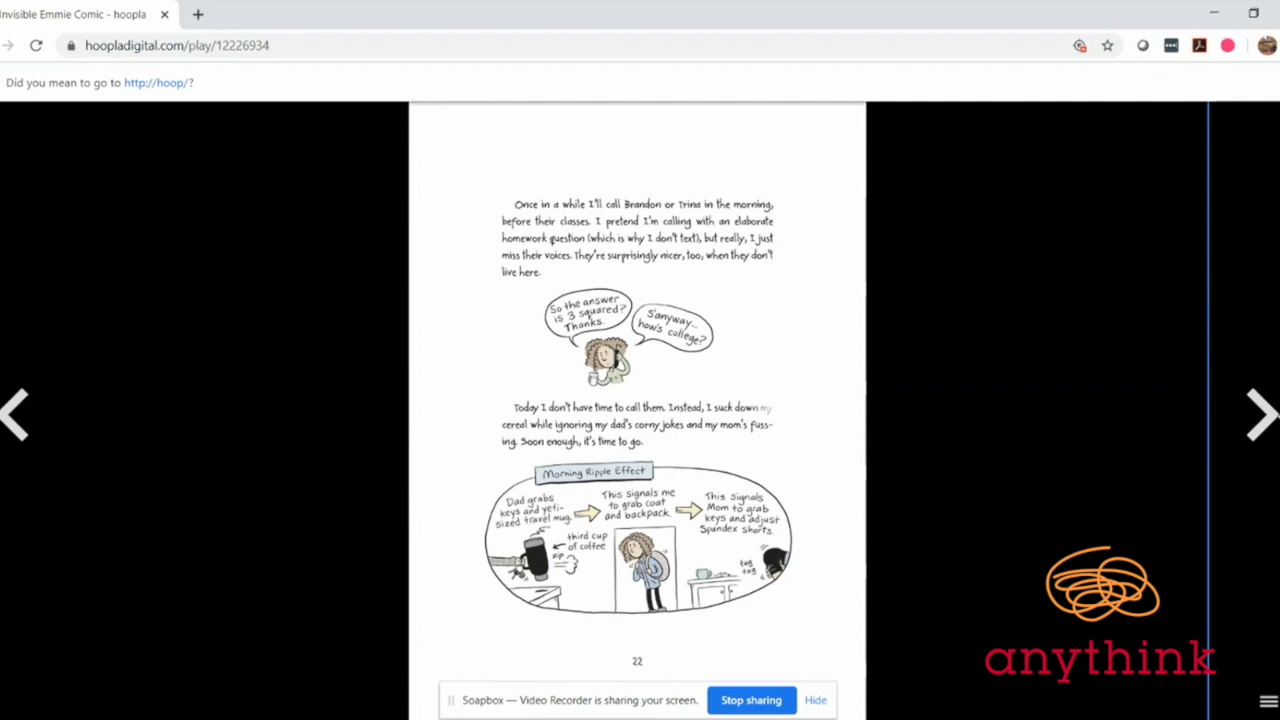 nvisible Emmie Comic - hoopla
hoopladigital.com/play/12226934
Did you mean to go to http://hoop/?
Once in a while I'll call Brandon or Trina in the morning,
before their classes. I pretend I'm calling with an elaborate
homework question (which is why I don't text), but really, I just
miss their voices. They're surprisingly nicer, too, when they don't
live here.
So the answer
is 3 squared?
Thanks.
S'anyway...
how's college?
Today I don't have time to call them. Instead, I suck down my
cereal while ignoring my dad's corny jokes and my mom's fuss-
ing. Soon enough, it's time to go.
Morning Ripple Effect
Dad grabs
keys and yeti-
sized travel mug.
This signals me
to grab coat
and backpack.
This signals
Mom to grab
keys and adjust
Spandex shorts.
third cup
of coffee
zip
tug
tug
22
anythink
Soapbox — Video Recorder is sharing your screen.
Stop sharing
Hide